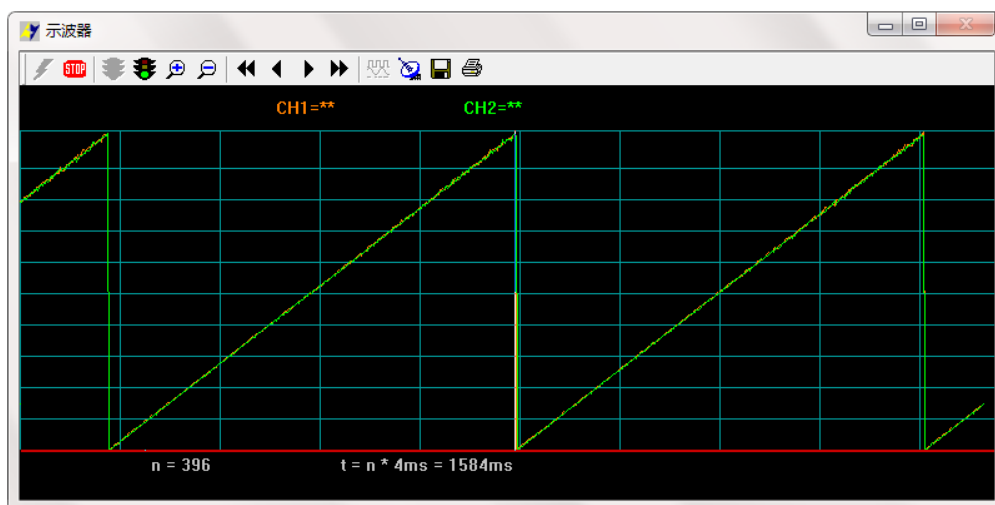 示波器
STOP
CH1=** CH2=**
n = 396 t = n * 4ms = 1584ms